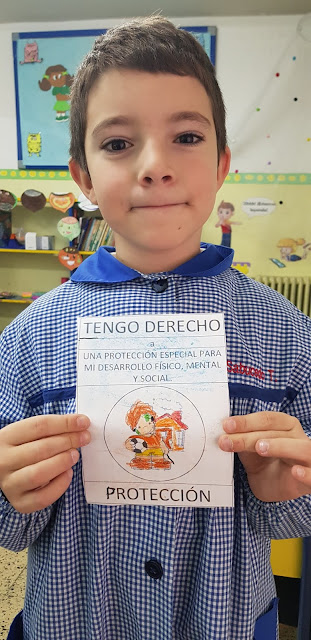 TENGO DERECHO
a
UNA PROTECCIÓN ESPECIAL PARA
MI DESARROLLO FÍSICO, MENTAL
Y SOCIAL.
PROTECCIÓN